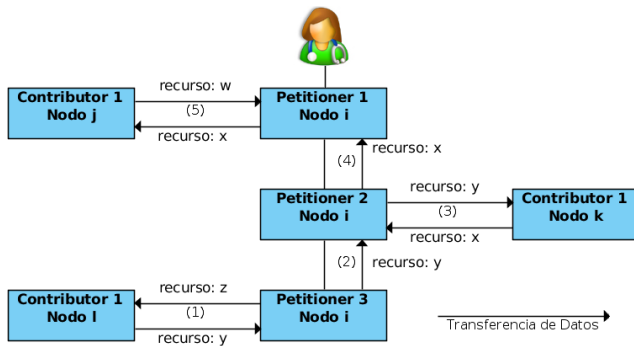 recurso: w
Contributor 1
Nodo j
(5)
Petitioner 1
Nodo i
recurso: x
(4)
recurso: x
Petitioner 2
Nodo i
recurso: y
(3)
Contributor 1
Nodo k
recurso: x
(2)
recurso: y
Contributor 1
Nodo l
recurso: z
(1)
Petitioner 3
Nodo i
recurso: y
Transferencia de Datos